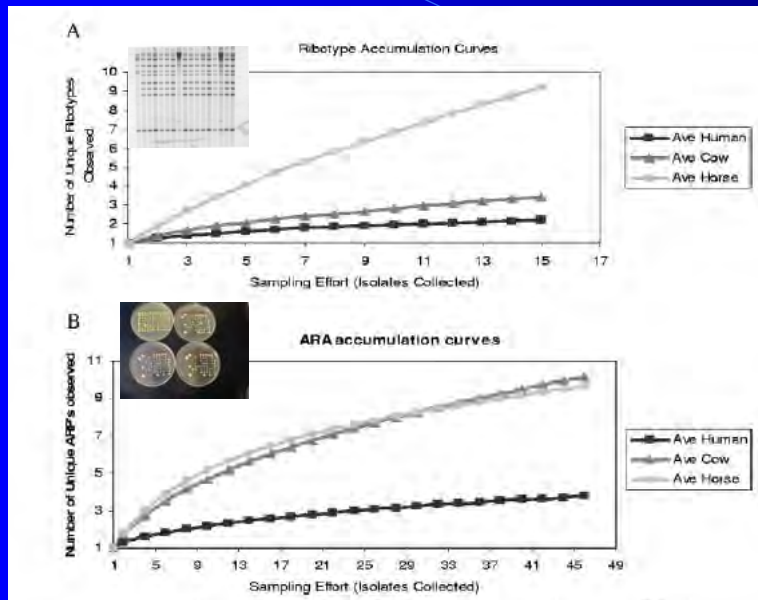 A
Ribotype Accumulation Curves
Number of Unique Ribotypes
Observed
10
9
8
7
6
5
4
3
2
1
1 3 5 7 9 11 13 15 17
Sampling Effort (Isolates Collected)
Ave Human
Ave Cow
Ave Horse
B
ARA accumulation curves
Number of Unique ARP's observed
11
9
7
5
3
1
1 5 9 13 17 21 25 29 33 37 41 45 49
Sampling Effort (Isolates Collected)
Ave Human
Ave Cow
Ave Horse